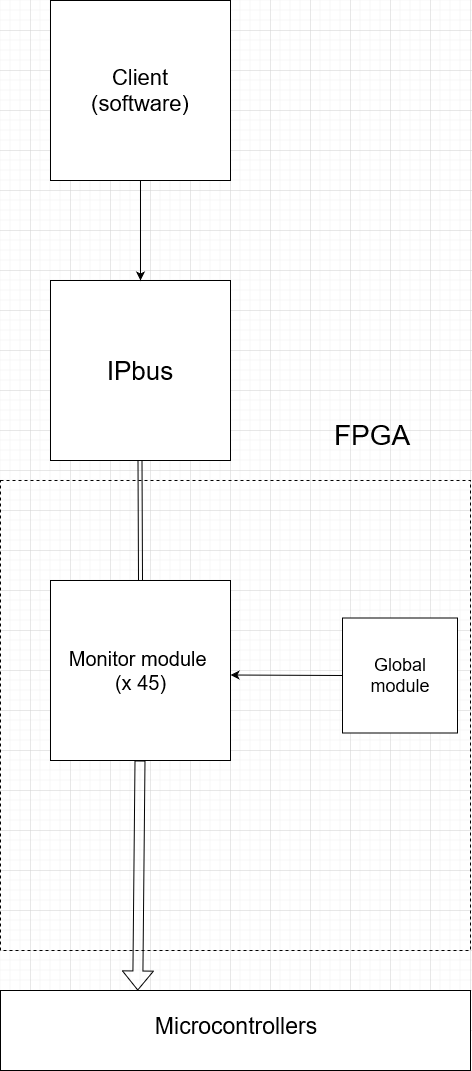 Client
(software)
IPbus
FPGA
Monitor module
(x 45)
Global
module
Microcontrollers